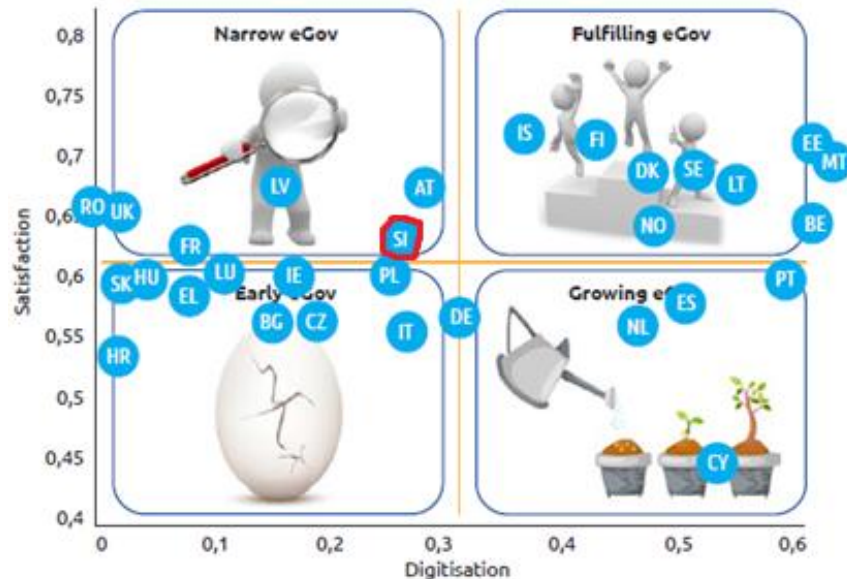 0,8
Narrow eGov
Fulfilling eGov
0,75
IS
FI
EE
MT
0,7
LV
AT
DK
SE
LT
RO
UK
0,65
SI
NO
BE
FR
0,6
SK
HU
LU
IE
PL
PT
EL
Early eGov
Growing eG
ES
0,55
BG
CZ
IT
DE
NL
HR
0,5
CY
0,45
0,4
0
0,1
0,2
0,3
0,4
0,5
0,6
Satisfaction
Digitisation